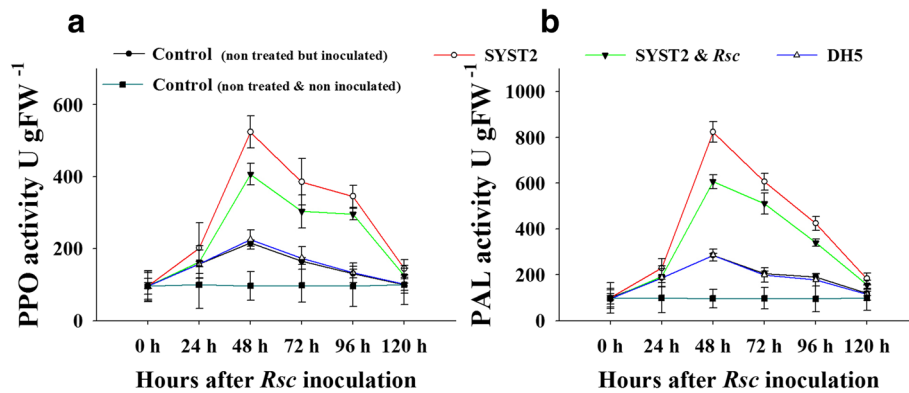 a
b
Control (non treated but inoculated)
SYST2
SYST2 & Rsc
DH5
Control (non treated & non inoculated)
PPO activity U gFW -1
600
400
200
0
0 h 24 h 48 h 72 h 96 h 120 h
Hours after Rsc inoculation
PAL activity U gFW -1
1000
800
600
400
200
0
0 h 24 h 48 h 72 h 96 h 120 h
Hours after Rsc inoculation